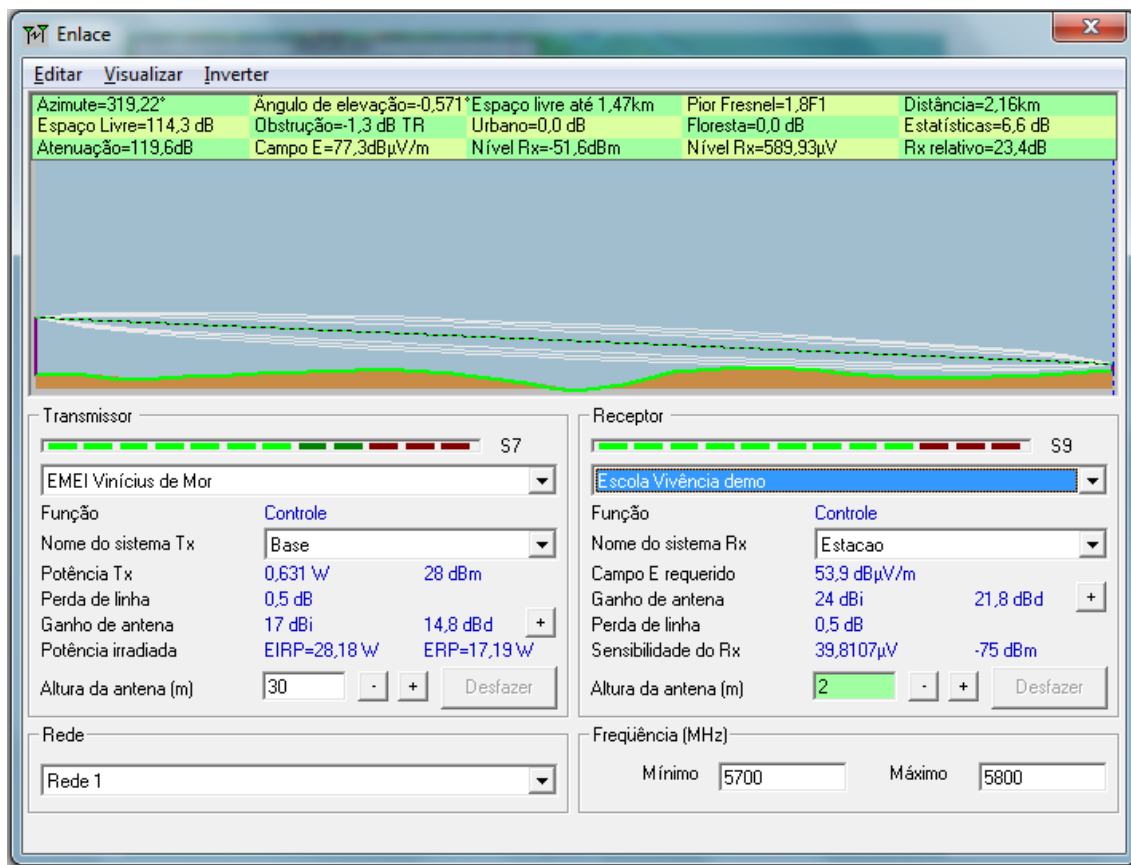 Enlace
Editar Visualizar Inverter
Azimute=319,22° Ângulo de elevação=-0,571° Espaço livre até 1,47km Pior Fresnel=1,8F1 Distância=2,16km
Espaço Livre=114,3 dB Obstrução=-1,3 dB TR Urbano=0,0 dB Floresta=0,0 dB Estatísticas=6,6 dB
Atenuação=119,6dB Campo E=77,3dBµV/m Nível Rx=-51,6dBm Nível Rx=589,93µV Rx relativo=23,4dB
Transmissor
S7
EMEI Vinícius de Mor
Função Controle
Nome do sistema Tx Base
Potência Tx 0,631 W 28 dBm
Perda de linha 0,5 dB
Ganho de antena 17 dBi 14,8 dBd +
Potência irradiada EIRP=28,18 W ERP=17,19 W
Altura da antena (m) 30 - + Desfazer
Receptor
S9
Escola Vivência demo
Função Controle
Nome do sistema Rx Estacao
Campo E requerido 53,9 dBµV/m
Ganho de antena 24 dBi 21,8 dBd +
Perda de linha 0,5 dB
Sensibilidade do Rx 39,8107µV -75 dBm
Altura da antena (m) 2 - + Desfazer
Rede
Rede 1
Freqüência (MHz)
Mínimo 5700 Máximo 5800